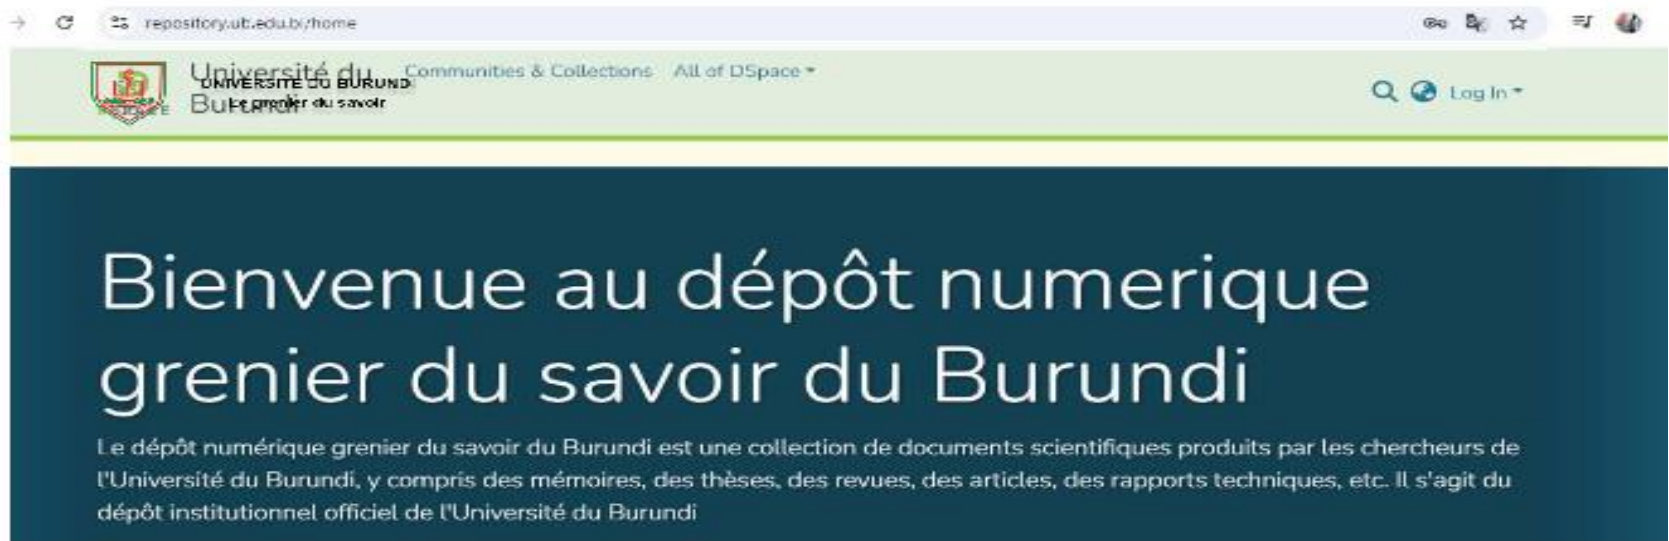 repository.ub.edu.bi/home
Université du Burundi
UNIVERSITE DU BURUNDI
Le grenier du savoir
Communities & Collections All of DSpace
Log In
Bienvenue au dépôt numerique
grenier du savoir du Burundi
Le dépôt numérique grenier du savoir du Burundi est une collection de documents scientifiques produits par les chercheurs de
l'Université du Burundi, y compris des mémoires, des thèses, des revues, des articles, des rapports techniques, etc. Il s'agit du
dépôt institutionnel officiel de l'Université du Burundi